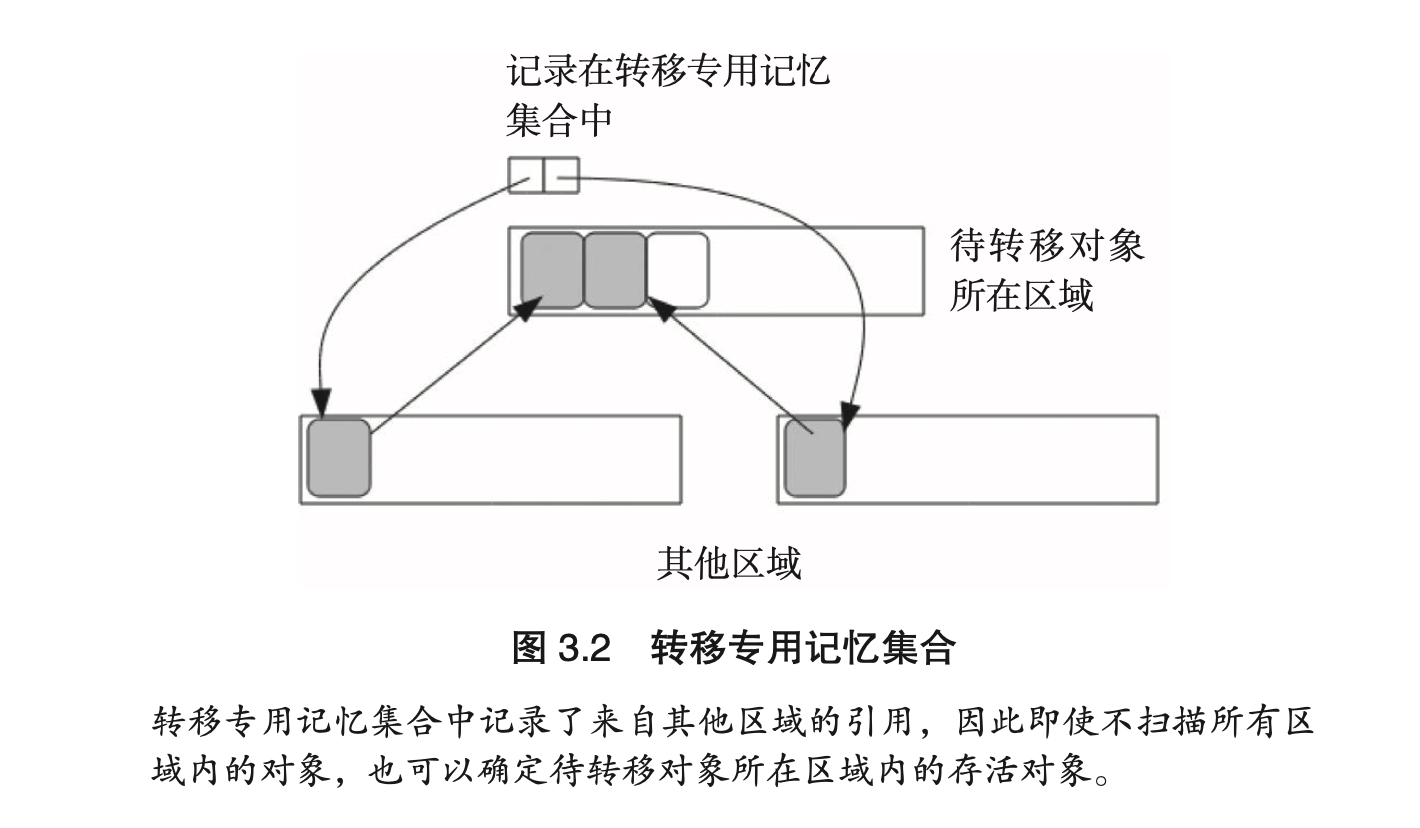 记录在转移专用记忆
集合中
待转移对象
所在区域
其他区域
图 3.2 转移专用记忆集合
转移专用记忆集合中记录了来自其他区域的引用，因此即使不扫描所有区
域内的对象，也可以确定待转移对象所在区域内的存活对象。